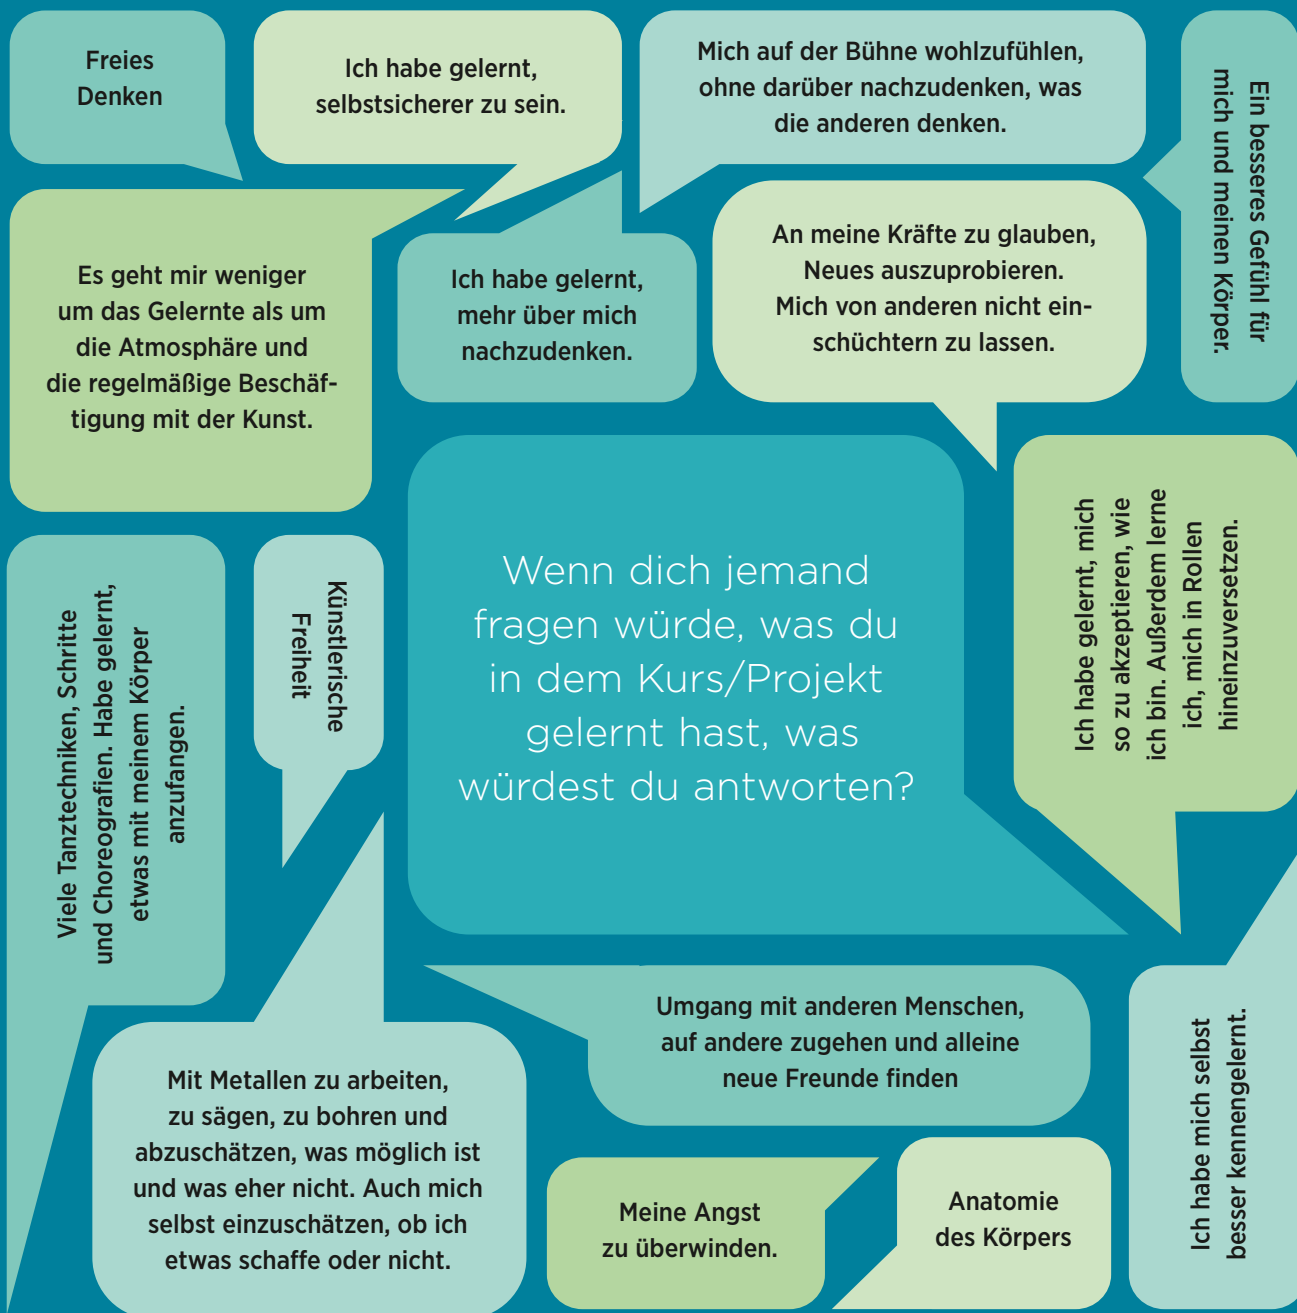 Freies
Denken
Ich habe gelernt,
selbstsicherer zu sein.
Mich auf der Bühne wohlzufühlen,
ohne darüber nachzudenken, was
die anderen denken.
Ein besseres Gefühl für
mich und meinen Körper.
Es geht mir weniger
um das Gelernte als um
die Atmosphäre und
die regelmäßige Beschäf-
tigung mit der Kunst.
Ich habe gelernt,
mehr über mich
nachzudenken.
An meine Kräfte zu glauben,
Neues auszuprobieren.
Mich von anderen nicht ein-
schüchtern zu lassen.
Viele Tanztechniken, Schritte
und Choreografien. Habe gelernt,
etwas mit meinem Körper
anzufangen.
Künstlerische
Freiheit
Wenn dich jemand
fragen würde, was du
in dem Kurs/Projekt
gelernt hast, was
würdest du antworten?
Ich habe gelernt, mich
so zu akzeptieren, wie
ich bin. Außerdem lerne
ich, mich in Rollen
hineinzuversetzen.
Mit Metallen zu arbeiten,
zu sägen, zu bohren und
abzuschätzen, was möglich ist
und was eher nicht. Auch mich
selbst einzuschätzen, ob ich
etwas schaffe oder nicht.
Umgang mit anderen Menschen,
auf andere zugehen und alleine
neue Freunde finden
Meine Angst
zu überwinden.
Anatomie
des Körpers
Ich habe mich selbst
besser kennengelernt.